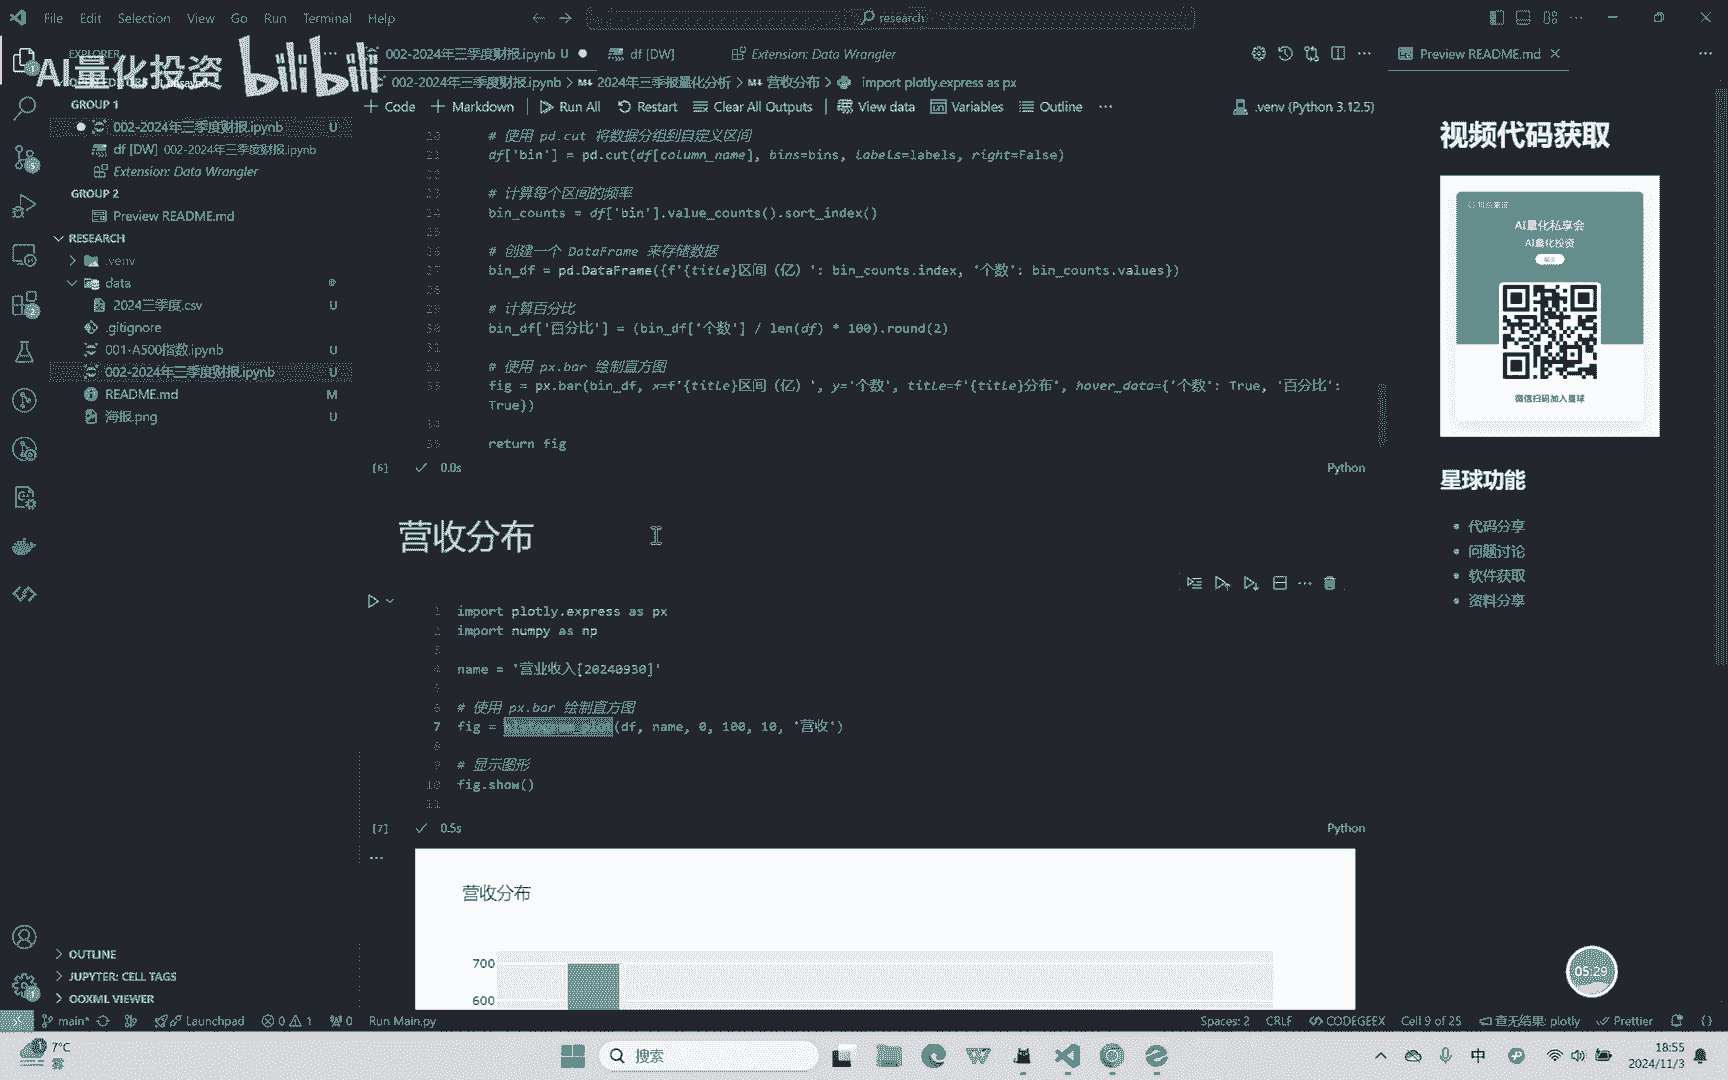 File Edit Selection View Go Run Terminal Help
research
AI量化投资 bilibili
EXPLORER
002-2024年三季度财报.ipynb U
df [DW]
Extension: Data Wrangler
Preview README.md
002-2024年三季度财报.ipynb > 2024年三季报量化分析 > 营收分布 > import plotly.express as px
Code Markdown Run All Restart Clear All Outputs View data Variables Outline
.venv (Python 3.12.5)
GROUP 1
002-2024年三季度财报.ipynb U
df [DW] 002-2024年三季度财报.ipynb
Extension: Data Wrangler
GROUP 2
Preview README.md
RESEARCH
.venv
data
2024三季度.csv U
.gitignore
001-A500指数.ipynb U
002-2024年三季度财报.ipynb U
README.md M
海报.png U
OUTLINE
JUPYTER: CELL TAGS
OOXML VIEWER
# 使用 pd.cut 将数据分组到自定义区间
df['bin'] = pd.cut(df[column_name], bins=bins, labels=labels, right=False)
# 计算每个区间的频率
bin_counts = df['bin'].value_counts().sort_index()
# 创建一个 DataFrame 来存储数据
bin_df = pd.DataFrame({f'{title}区间（亿）': bin_counts.index, '个数': bin_counts.values})
# 计算百分比
bin_df['百分比'] = (bin_df['个数'] / len(df) * 100).round(2)
# 使用 px.bar 绘制直方图
fig = px.bar(bin_df, x=f'{title}区间（亿）', y='个数', title=f'{title}分布', hover_data={'个数': True, '百分比':
True})
return fig
[6] 0.0s Python
营收分布
1 import plotly.express as px
2 import numpy as np
3
4 name = '营业收入[20240930]'
5
6 # 使用 px.bar 绘制直方图
7 fig = (df, name, 0, 100, 10, '营收')
8
9 # 显示图形
10 fig.show()
11
[7] 0.5s Python
营收分布
700
600
视频代码获取
AI量化私享会
AI量化投资
微信扫码加入星球
星球功能
代码分享
问题讨论
软件获取
资料分享
05:29
main* Launchpad 0 1 0 Run Main.py
Spaces: 2 CRLF CODEGEEX Cell 9 of 25 查无结果: plotly Prettier
7°C
雾
搜索
中
18:55
2024/11/3